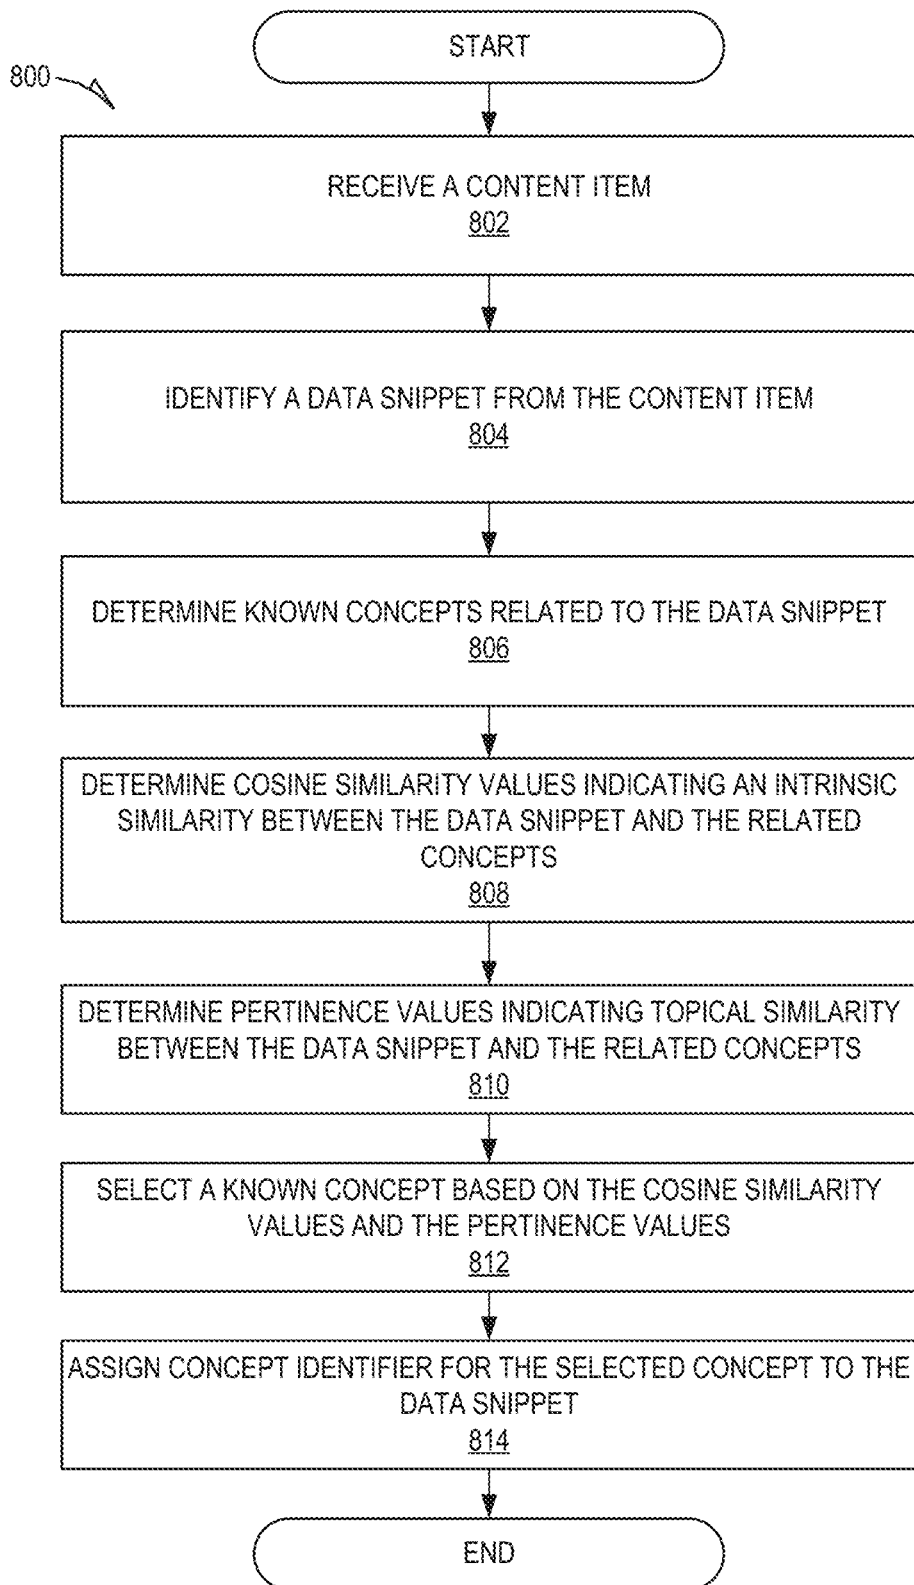 START
800
RECEIVE A CONTENT ITEM
802
IDENTIFY A DATA SNIPPET FROM THE CONTENT ITEM
804
DETERMINE KNOWN CONCEPTS RELATED TO THE DATA SNIPPET
806
DETERMINE COSINE SIMILARITY VALUES INDICATING AN INTRINSIC
SIMILARITY BETWEEN THE DATA SNIPPET AND THE RELATED
CONCEPTS
808
DETERMINE PERTINENCE VALUES INDICATING TOPICAL SIMILARITY
BETWEEN THE DATA SNIPPET AND THE RELATED CONCEPTS
810
SELECT A KNOWN CONCEPT BASED ON THE COSINE SIMILARITY
VALUES AND THE PERTINENCE VALUES
812
ASSIGN CONCEPT IDENTIFIER FOR THE SELECTED CONCEPT TO THE
DATA SNIPPET
814
END